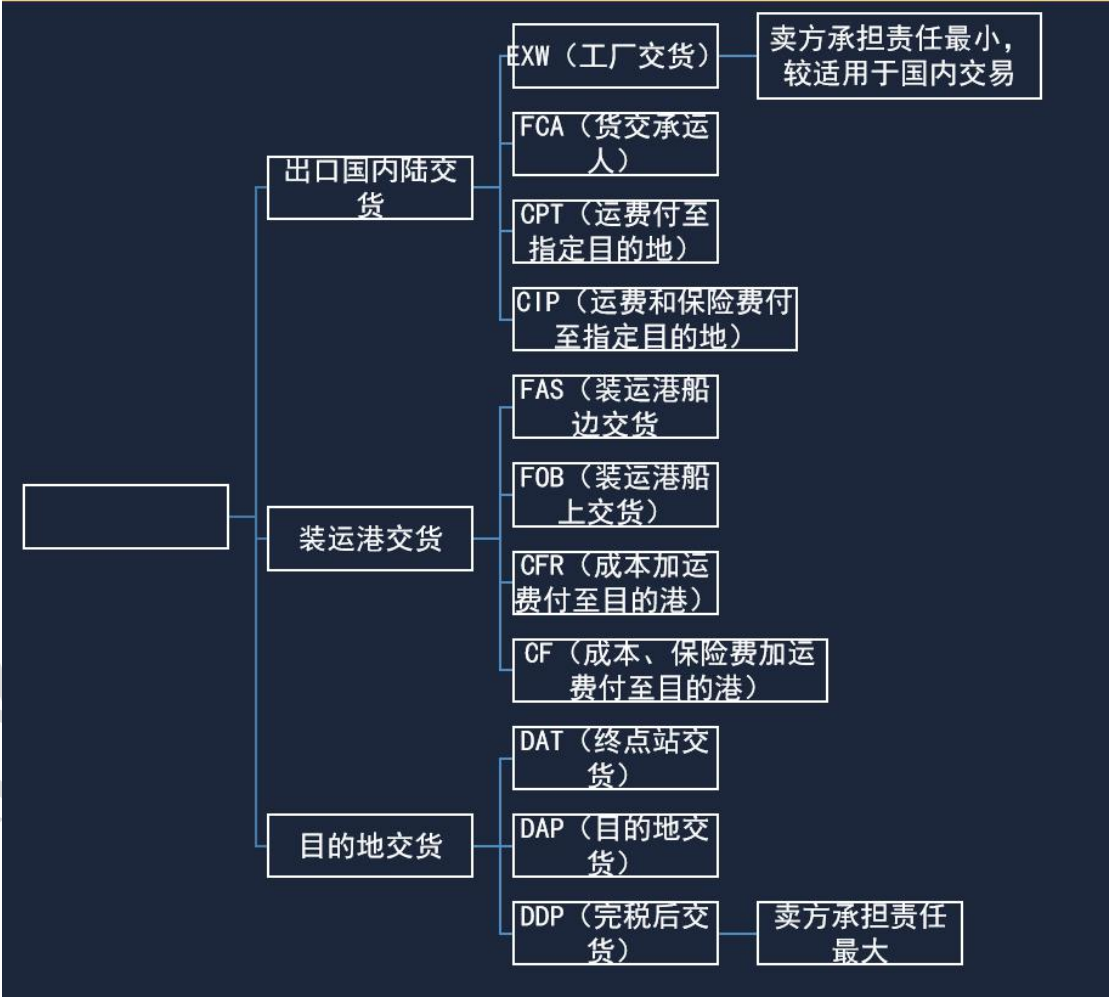 EXW（工厂交货）
卖方承担责任最小，
较适用于国内交易
FCA（货交承运
人）
出口国内陆交
货
CPT（运费付至
指定目的地）
CIP（运费和保险费付
至指定目的地）
FAS（装运港船
边交货
FOB（装运港船
上交货）
装运港交货
CFR（成本加运
费付至目的港）
CF（成本、保险费加运
费付至目的港）
DAT（终点站交
货）
目的地交货
DAP（目的地交
货）
DDP（完税后交
货）
卖方承担责任
最大